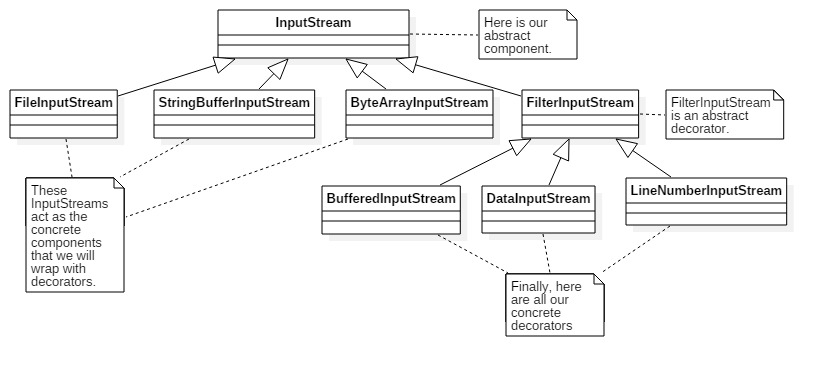 InputStream
Here is our
abstract
component.
FileInputStream
StringBufferInputStream
ByteArrayInputStream
FilterInputStream
FilterInputStream
is an abstract
decorator.
These
InputStreams
act as the
concrete
components
that we will
wrap with
decorators.
BufferedInputStream
DataInputStream
LineNumberInputStream
Finally, here
are all our
concrete
decorators